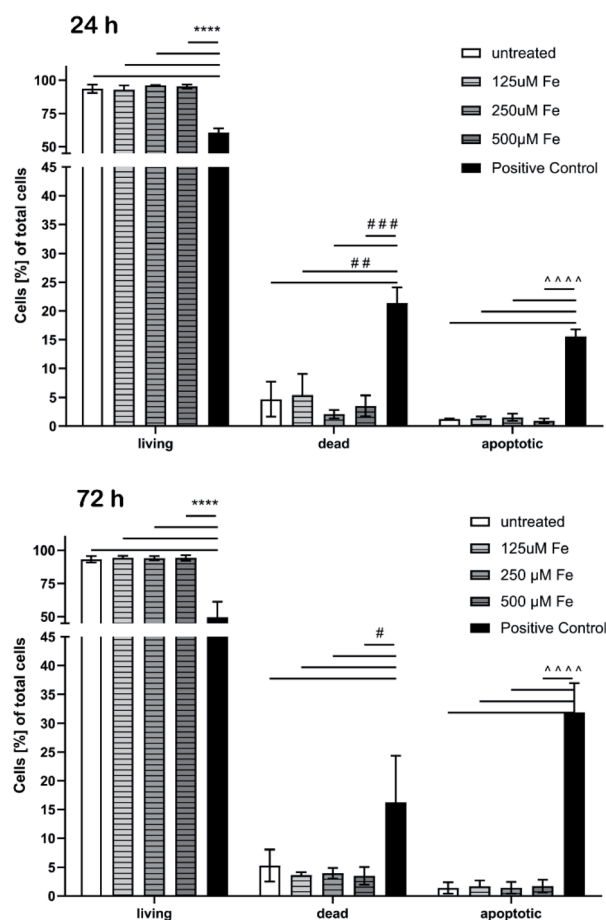 24 h
****
untreated
125uM Fe
250uM Fe
500µM Fe
Positive Control
Cells [%] of total cells
100
75
50
45
40
35
30
25
20
15
10
5
0
# # #
# #
^ ^ ^ ^
living dead apoptotic
72 h
****
untreated
125uM Fe
250 µM Fe
500 µM Fe
Positive Control
Cells [%] of total cells
100
75
50
45
40
35
30
25
20
15
10
5
0
#
^ ^ ^ ^
living dead apoptotic